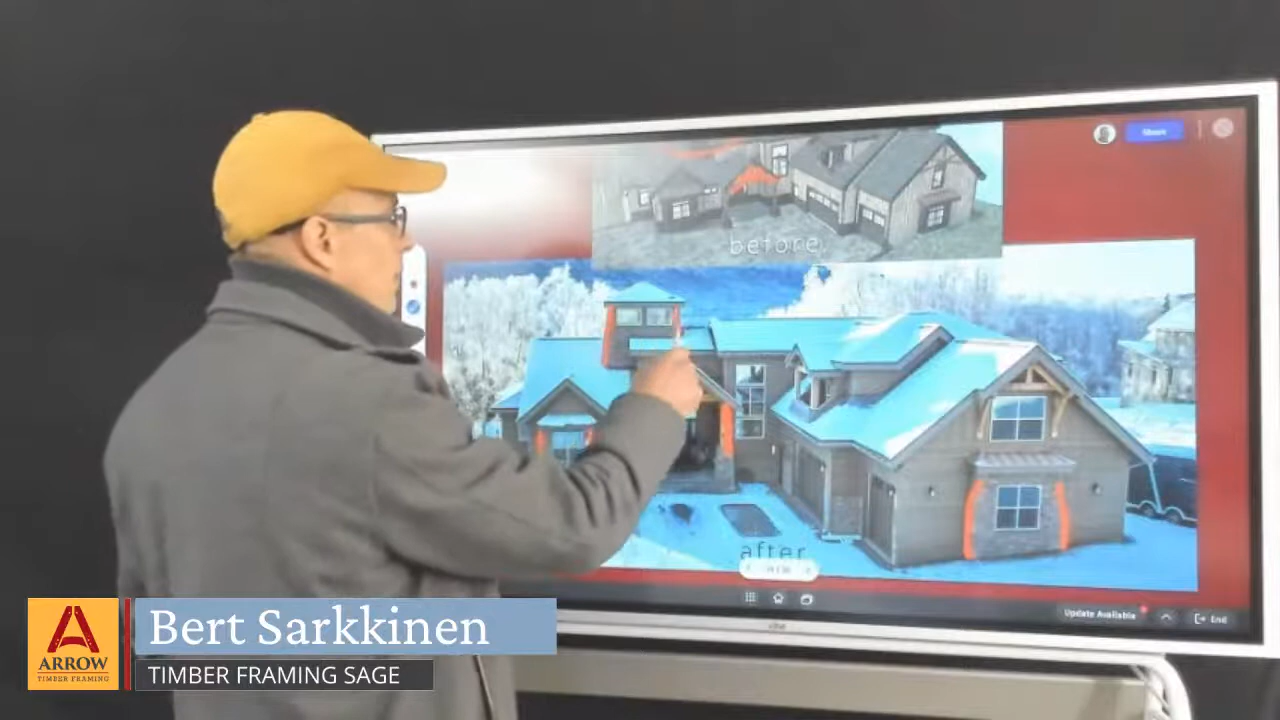 Share
before
after
Update Available
End
Bert Sarkkinen
A
ARROW
TIMBER FRAMING
TIMBER FRAMING SAGE